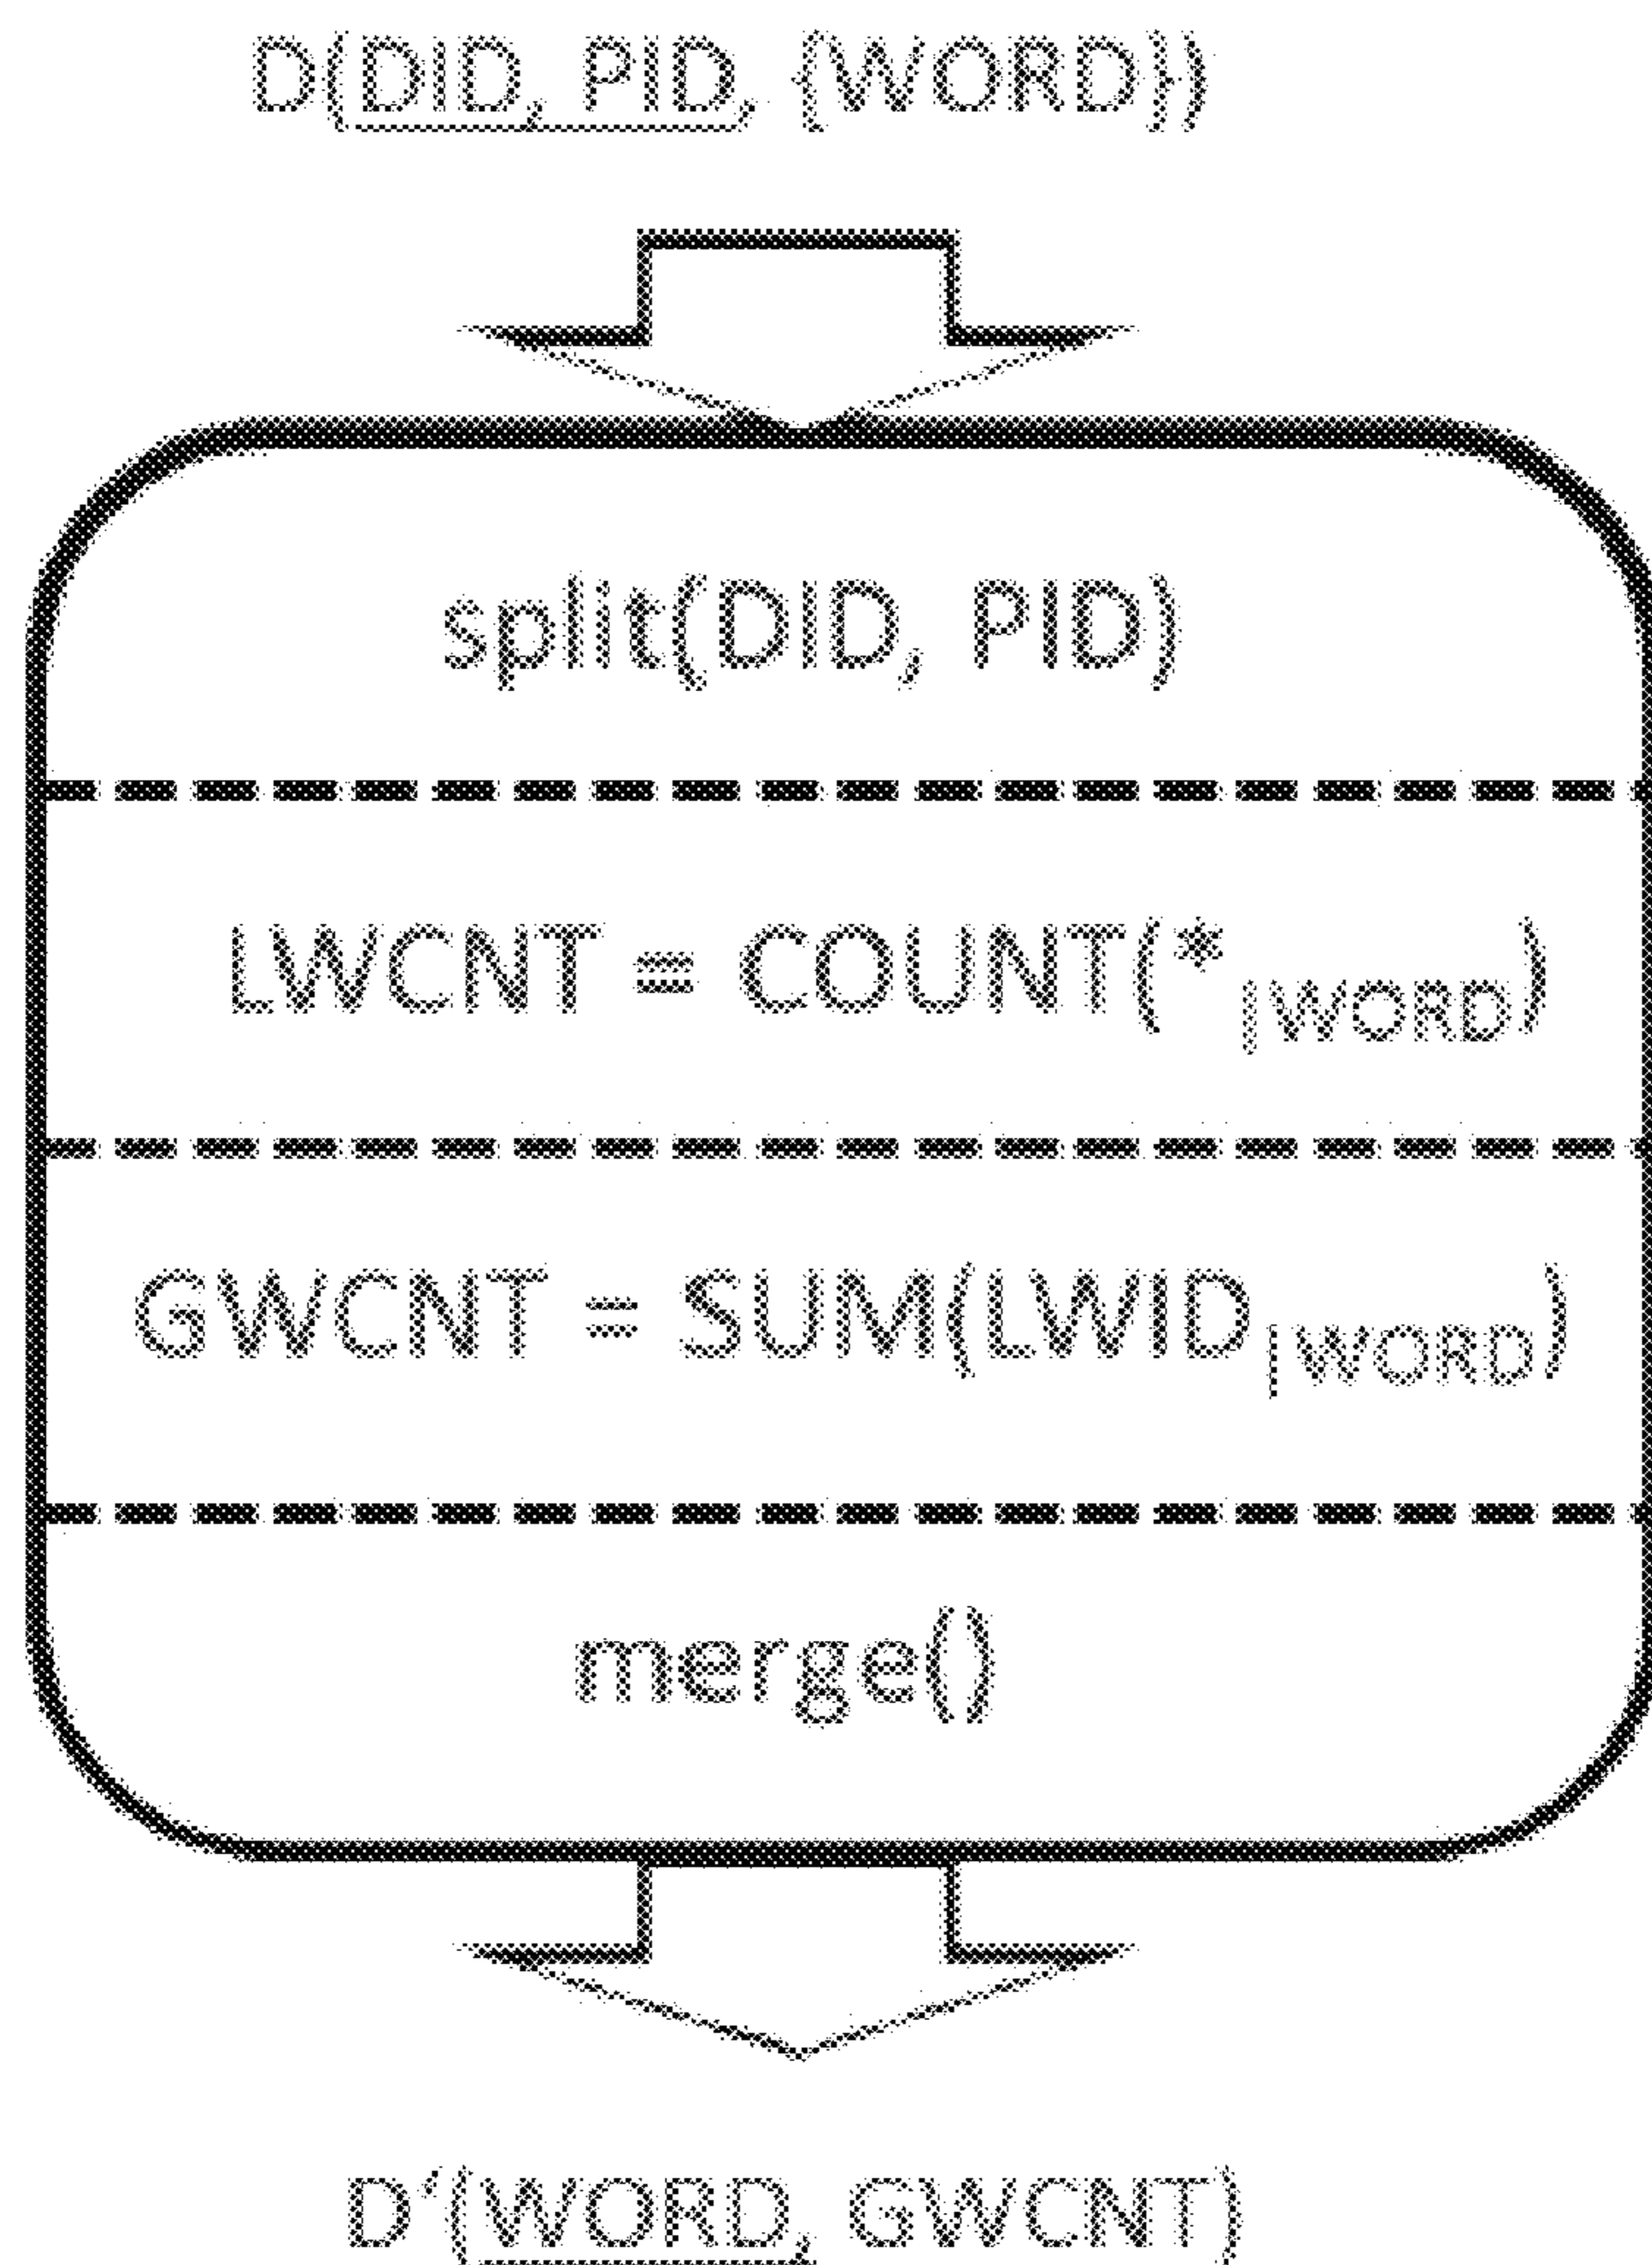 D(DID, PID, {WORD})
split(DID, PID)
LWCNT = COUNT(*|WORD)
GWCNT = SUM(LWID|WORD)
merge()
D‘(WORD, GWCNT)